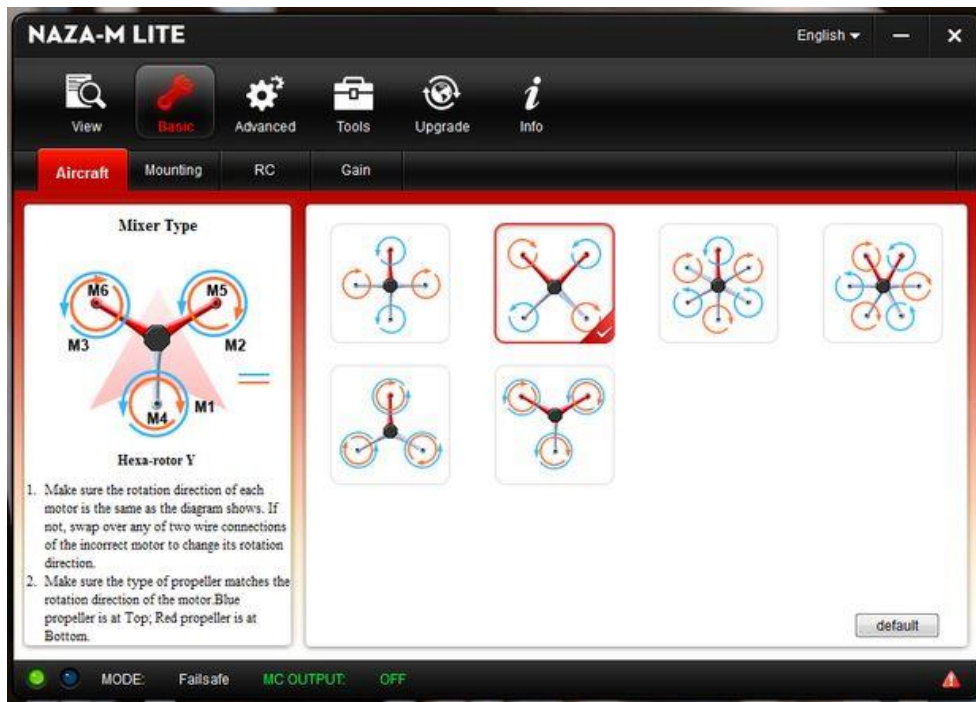 NAZA-M LITE
English
View
Basic
Advanced
Tools
Upgrade
Info
Aircraft
Mounting
RC
Gain
Mixer Type
M6
M5
M3
M2
M4
M1
Hexa-rotor Y
1. Make sure the rotation direction of each
motor is the same as the diagram shows. If
not, swap over any of two wire connections
of the incorrect motor to change its rotation
direction.
2. Make sure the type of propeller matches the
rotation direction of the motor.Blue
propeller is at Top; Red propeller is at
Bottom.
default
MODE: Failsafe MC OUTPUT: OFF